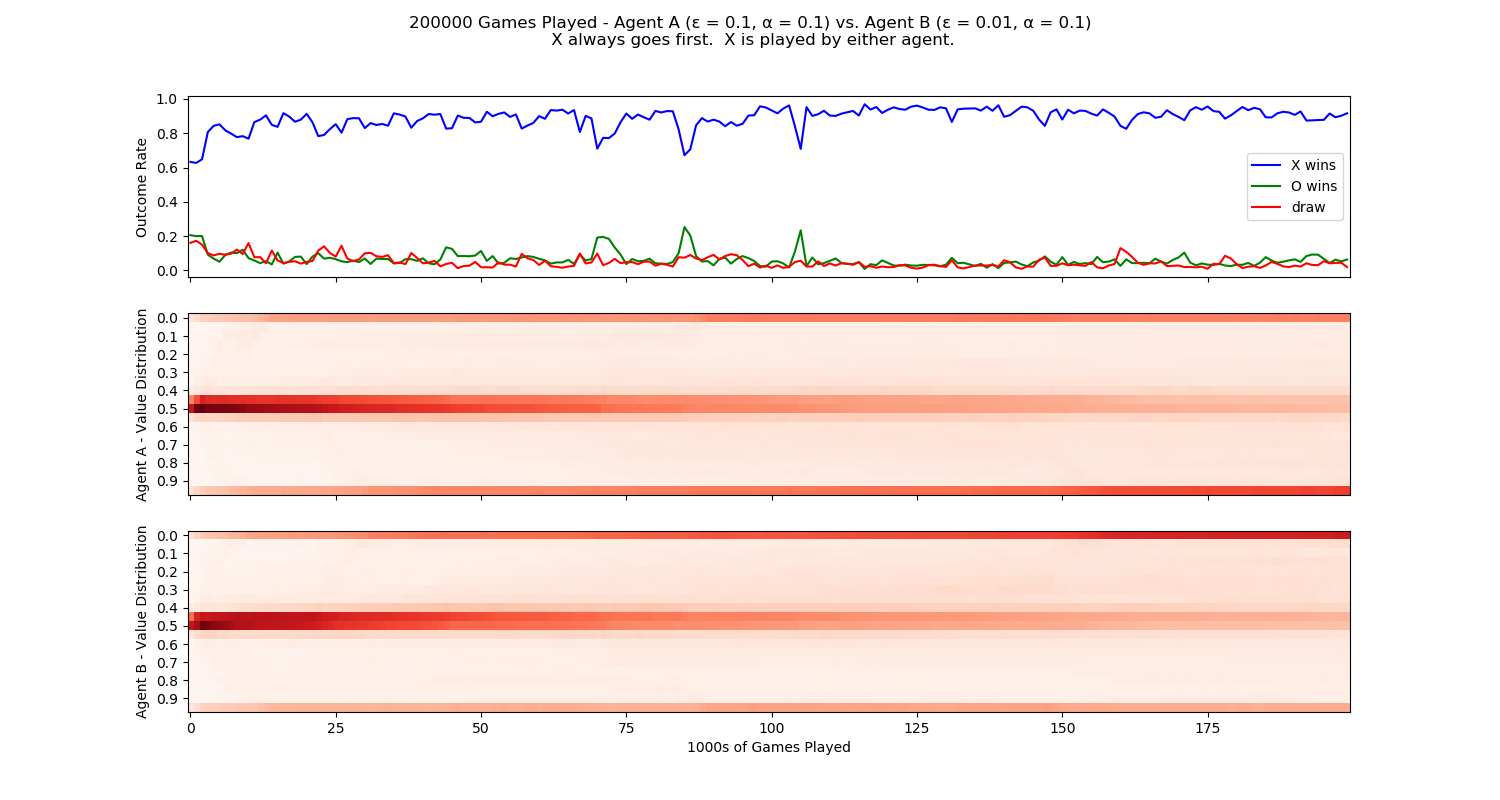 200000 Games Played - Agent A (ε = 0.1, α = 0.1) vs. Agent B (ε = 0.01, α = 0.1)
X always goes first.  X is played by either agent.
Outcome Rate
1.0
0.8
0.6
0.4
0.2
0.0
X wins
O wins
draw
Agent A - Value Distribution
0.0
0.1
0.2
0.3
0.4
0.5
0.6
0.7
0.8
0.9
Agent B - Value Distribution
0.0
0.1
0.2
0.3
0.4
0.5
0.6
0.7
0.8
0.9
0 25 50 75 100 125 150 175
1000s of Games Played